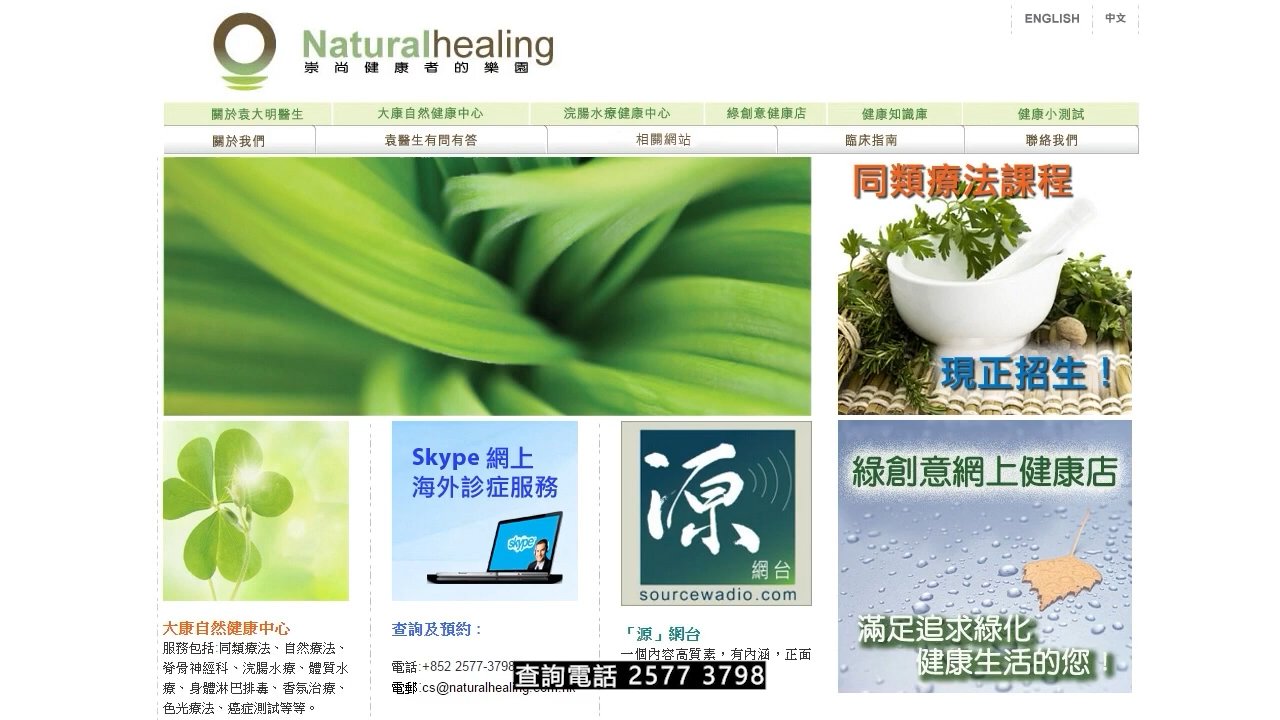 ENGLISH 中文
Naturalhealing
崇尚健康者的樂園
關於袁大明醫生 大康自然健康中心 浣腸水療健康中心 綠創意健康店 健康知識庫 健康小測試
關於我們 袁醫生有問有答 相關網站 臨床指南 聯絡我們
同類療法課程
現正招生！
Skype 網上
海外診症服務
skype
源
網台
sourcewadio.com
綠創意網上健康店
滿足追求綠化
健康生活的您！
大康自然健康中心
服務包括:同類療法、自然療法、
脊骨神經科、浣腸水療、體質水
療、身體淋巴排毒、香氛治療、
色光療法、癌症測試等等。
查詢及預約：
電話:+852 2577-3798
電郵:cs@naturalhealing.com.hk
「源」網台
一個內容高質素，有內涵，正面
查詢電話 2577 3798